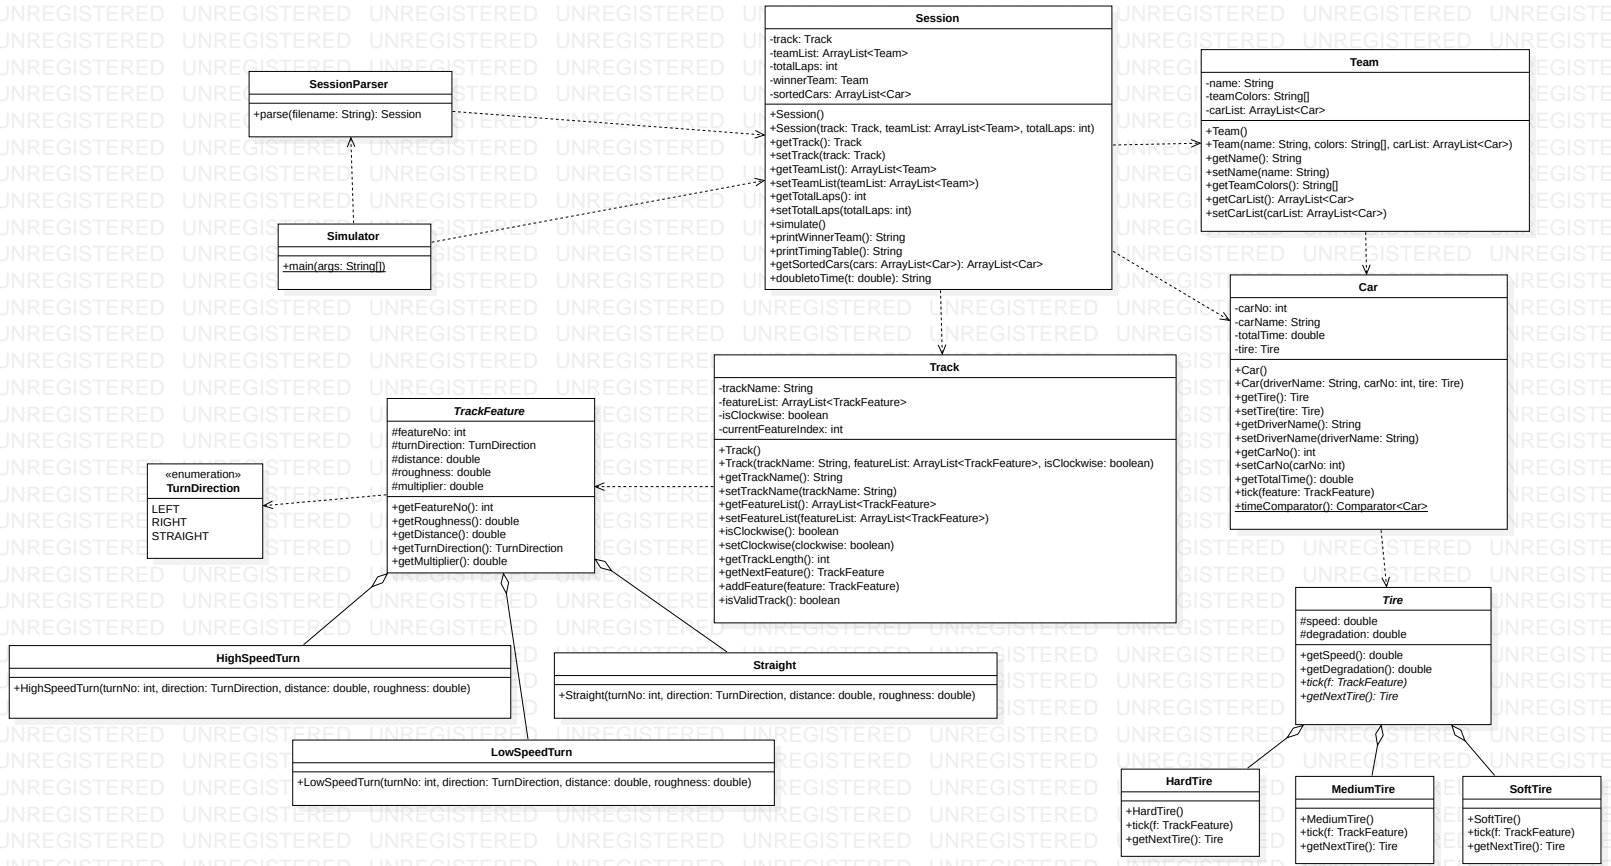 Session
-track: Track
-teamList: ArrayList<Team>
-totalLaps: int
-winnerTeam: Team
-sortedCars: ArrayList<Car>
+Session()
+Session(track: Track, teamList: ArrayList<Team>, totalLaps: int)
+getTrack(): Track
+setTrack(track: Track)
+getTeamList(): ArrayList<Team>
+setTeamList(teamList: ArrayList<Team>)
+getTotalLaps(): int
+setTotalLaps(totalLaps: int)
+simulate()
+printWinnerTeam(): String
+printTimingTable(): String
+getSortedCars(cars: ArrayList<Car>): ArrayList<Car>
+doubletoTime(t: double): String
Team
-name: String
-teamColors: String[]
-carList: ArrayList<Car>
+Team()
+Team(name: String, colors: String[], carList: ArrayList<Car>)
+getName(): String
+setName(name: String)
+getTeamColors(): String[]
+getCarList(): ArrayList<Car>
+setCarList(carList: ArrayList<Car>)
SessionParser
+parse(filename: String): Session
Simulator
+main(args: String[])
Car
-carNo: int
-carName: String
-totalTime: double
-tire: Tire
+Car()
+Car(driverName: String, carNo: int, tire: Tire)
+getTire(): Tire
+setTire(tire: Tire)
+getDriverName(): String
+setDriverName(driverName: String)
+getCarNo(): int
+setCarNo(carNo: int)
+getTotalTime(): double
+tick(feature: TrackFeature)
+timeComparator(): Comparator<Car>
Track
-trackName: String
-featureList: ArrayList<TrackFeature>
-isClockwise: boolean
-currentFeatureIndex: int
+Track()
+Track(trackName: String, featureList: ArrayList<TrackFeature>, isClockwise: boolean)
+getTrackName(): String
+setTrackName(trackName: String)
+getFeatureList(): ArrayList<TrackFeature>
+setFeatureList(featureList: ArrayList<TrackFeature>)
+isClockwise(): boolean
+setClockwise(clockwise: boolean)
+getTrackLength(): int
+getNextFeature(): TrackFeature
+addFeature(feature: TrackFeature)
+isValidTrack(): boolean
TrackFeature
#featureNo: int
#turnDirection: TurnDirection
#distance: double
#roughness: double
#multiplier: double
+getFeatureNo(): int
+getRoughness(): double
+getDistance(): double
+getTurnDirection(): TurnDirection
+getMultiplier(): double
«enumeration»
TurnDirection
LEFT
RIGHT
STRAIGHT
HighSpeedTurn
+HighSpeedTurn(turnNo: int, direction: TurnDirection, distance: double, roughness: double)
Straight
+Straight(turnNo: int, direction: TurnDirection, distance: double, roughness: double)
LowSpeedTurn
+LowSpeedTurn(turnNo: int, direction: TurnDirection, distance: double, roughness: double)
Tire
#speed: double
#degradation: double
+getSpeed(): double
+getDegradation(): double
+tick(f: TrackFeature)
+getNextTire(): Tire
HardTire
+HardTire()
+tick(f: TrackFeature)
+getNextTire(): Tire
MediumTire
+MediumTire()
+tick(f: TrackFeature)
+getNextTire(): Tire
SoftTire
+SoftTire()
+tick(f: TrackFeature)
+getNextTire(): Tire
UNREGISTERED